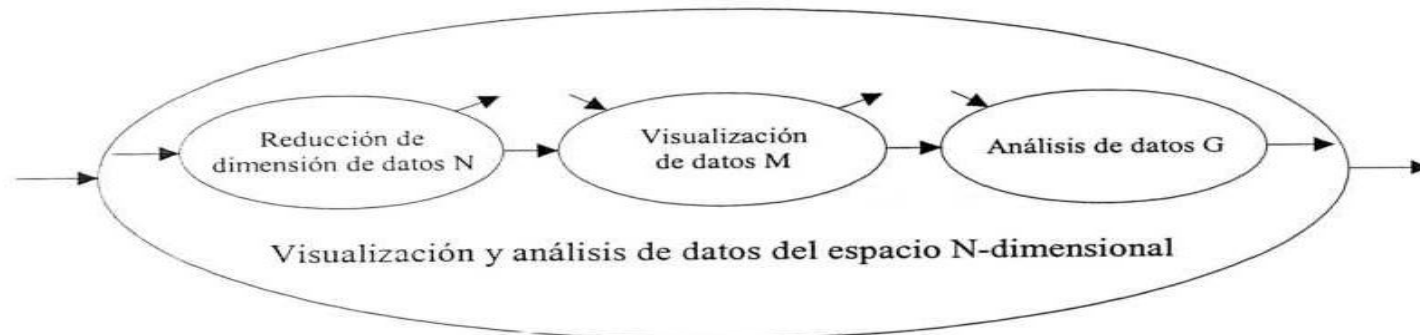 Reducción de
dimensión de datos N
Visualización
de datos M
Análisis de datos G
Visualización y análisis de datos del espacio N-dimensional